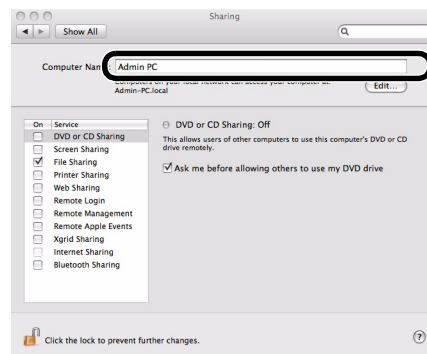 Sharing
Show All
Computer Name: Admin PC
Computers on your local network can access your computer at:
Admin-PC.local
Edit...
On Service
DVD or CD Sharing
Screen Sharing
File Sharing
Printer Sharing
Web Sharing
Remote Login
Remote Management
Remote Apple Events
Xgrid Sharing
Internet Sharing
Bluetooth Sharing
DVD or CD Sharing: Off
This allows users of other computers to use this computer's DVD or CD
drive remotely.
Ask me before allowing others to use my DVD drive
Click the lock to prevent further changes.
?